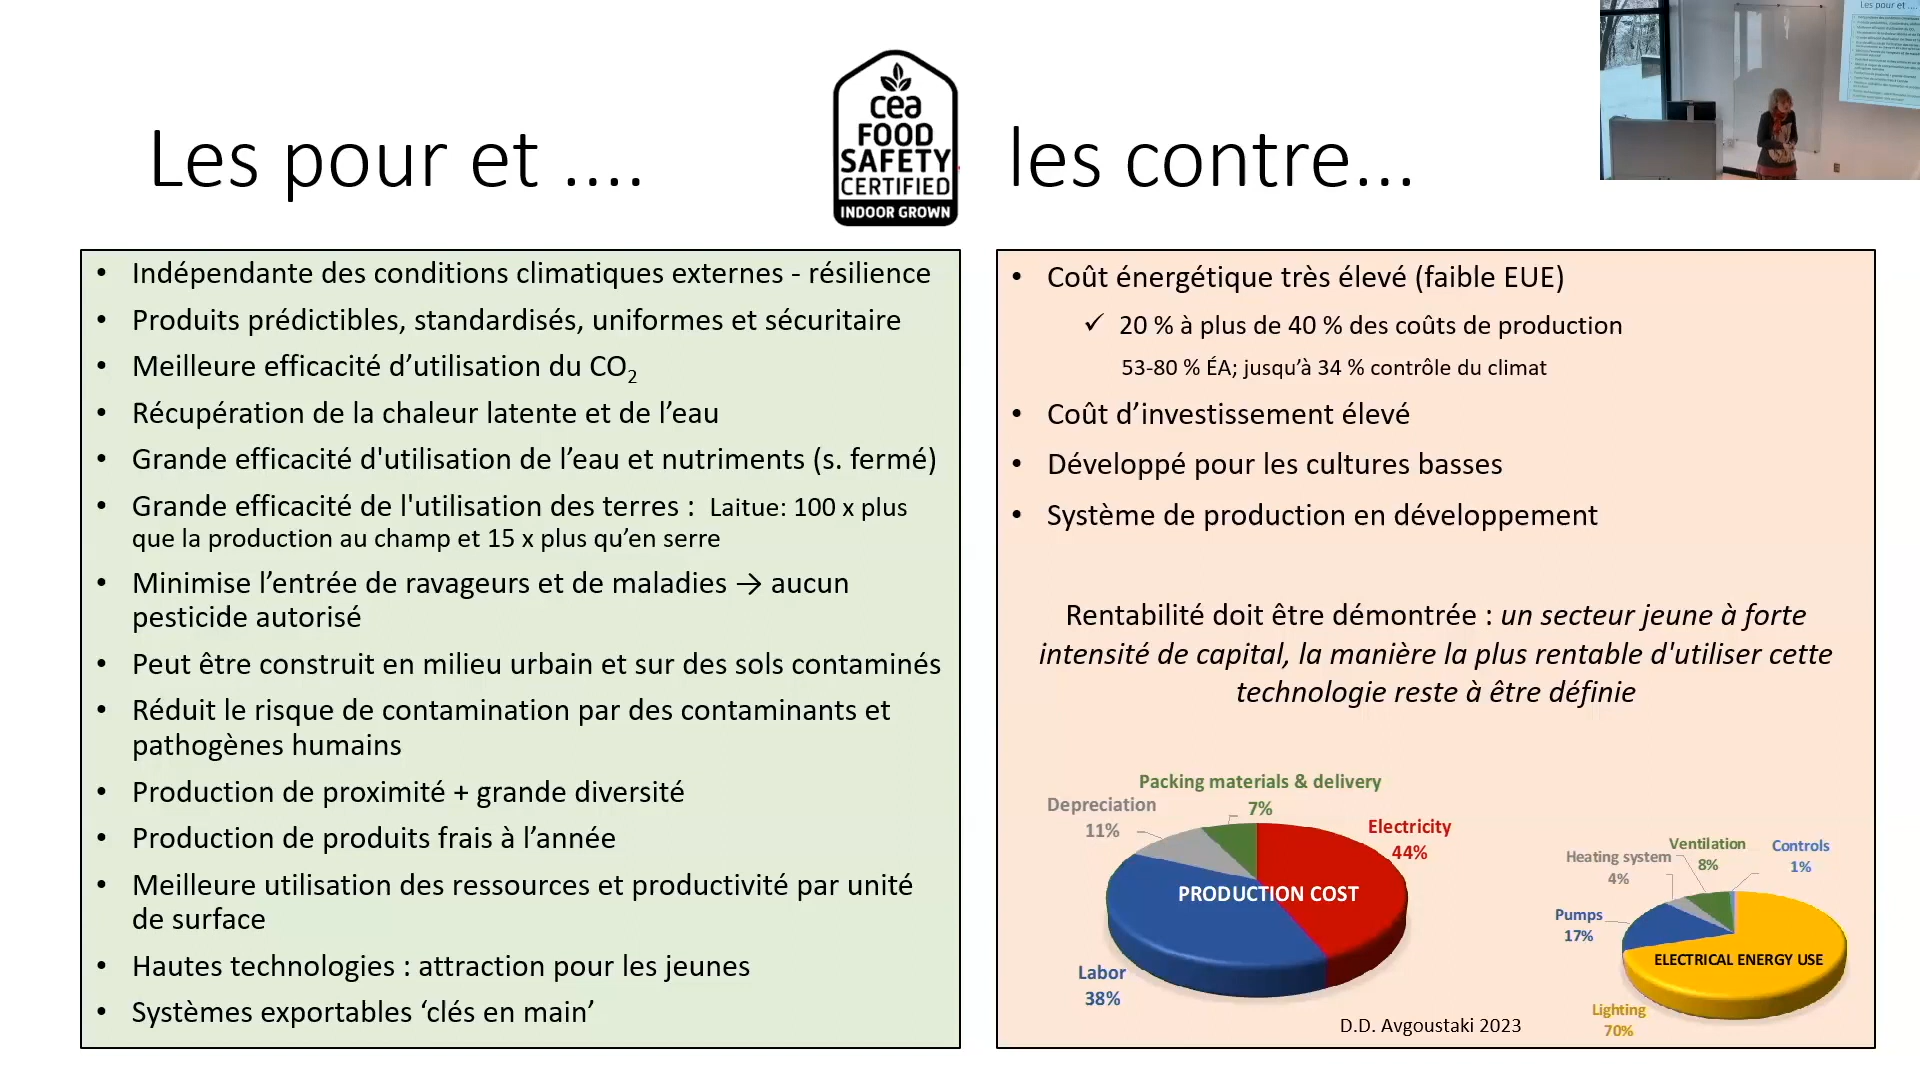 Les pour et ....
cea
FOOD
SAFETY
CERTIFIED
INDOOR GROWN
les contre...
Les pour et ....
• Indépendante des conditions climatiques externes - résilience
• Produits prédictibles, standardisés, uniformes et sécuritaire
• Meilleure efficacité d’utilisation du CO₂
• Récupération de la chaleur latente et de l’eau
• Grande efficacité d'utilisation de l’eau et nutriments (s. fermé)
• Grande efficacité de l'utilisation des terres : Laitue: 100 x plus
que la production au champ et 15 x plus qu’en serre
• Minimise l’entrée de ravageurs et de maladies → aucun
pesticide autorisé
• Peut être construit en milieu urbain et sur des sols contaminés
• Réduit le risque de contamination par des contaminants et
pathogènes humains
• Production de proximité + grande diversité
• Production de produits frais à l’année
• Meilleure utilisation des ressources et productivité par unité
de surface
• Hautes technologies : attraction pour les jeunes
• Systèmes exportables ‘clés en main’
• Coût énergétique très élevé (faible EUE)
✓ 20 % à plus de 40 % des coûts de production
53-80 % ÉA; jusqu’à 34 % contrôle du climat
• Coût d’investissement élevé
• Développé pour les cultures basses
• Système de production en développement
Rentabilité doit être démontrée : un secteur jeune à forte
intensité de capital, la manière la plus rentable d'utiliser cette
technologie reste à être définie
Packing materials & delivery
7%
Depreciation
11%
Electricity
44%
PRODUCTION COST
Labor
38%
Ventilation
8%
Controls
1%
Heating system
4%
Pumps
17%
ELECTRICAL ENERGY USE
Lighting
70%
D.D. Avgoustaki 2023